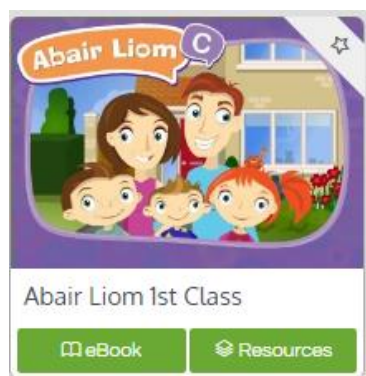 Abair Liom C
Abair Liom 1st Class
eBook
Resources